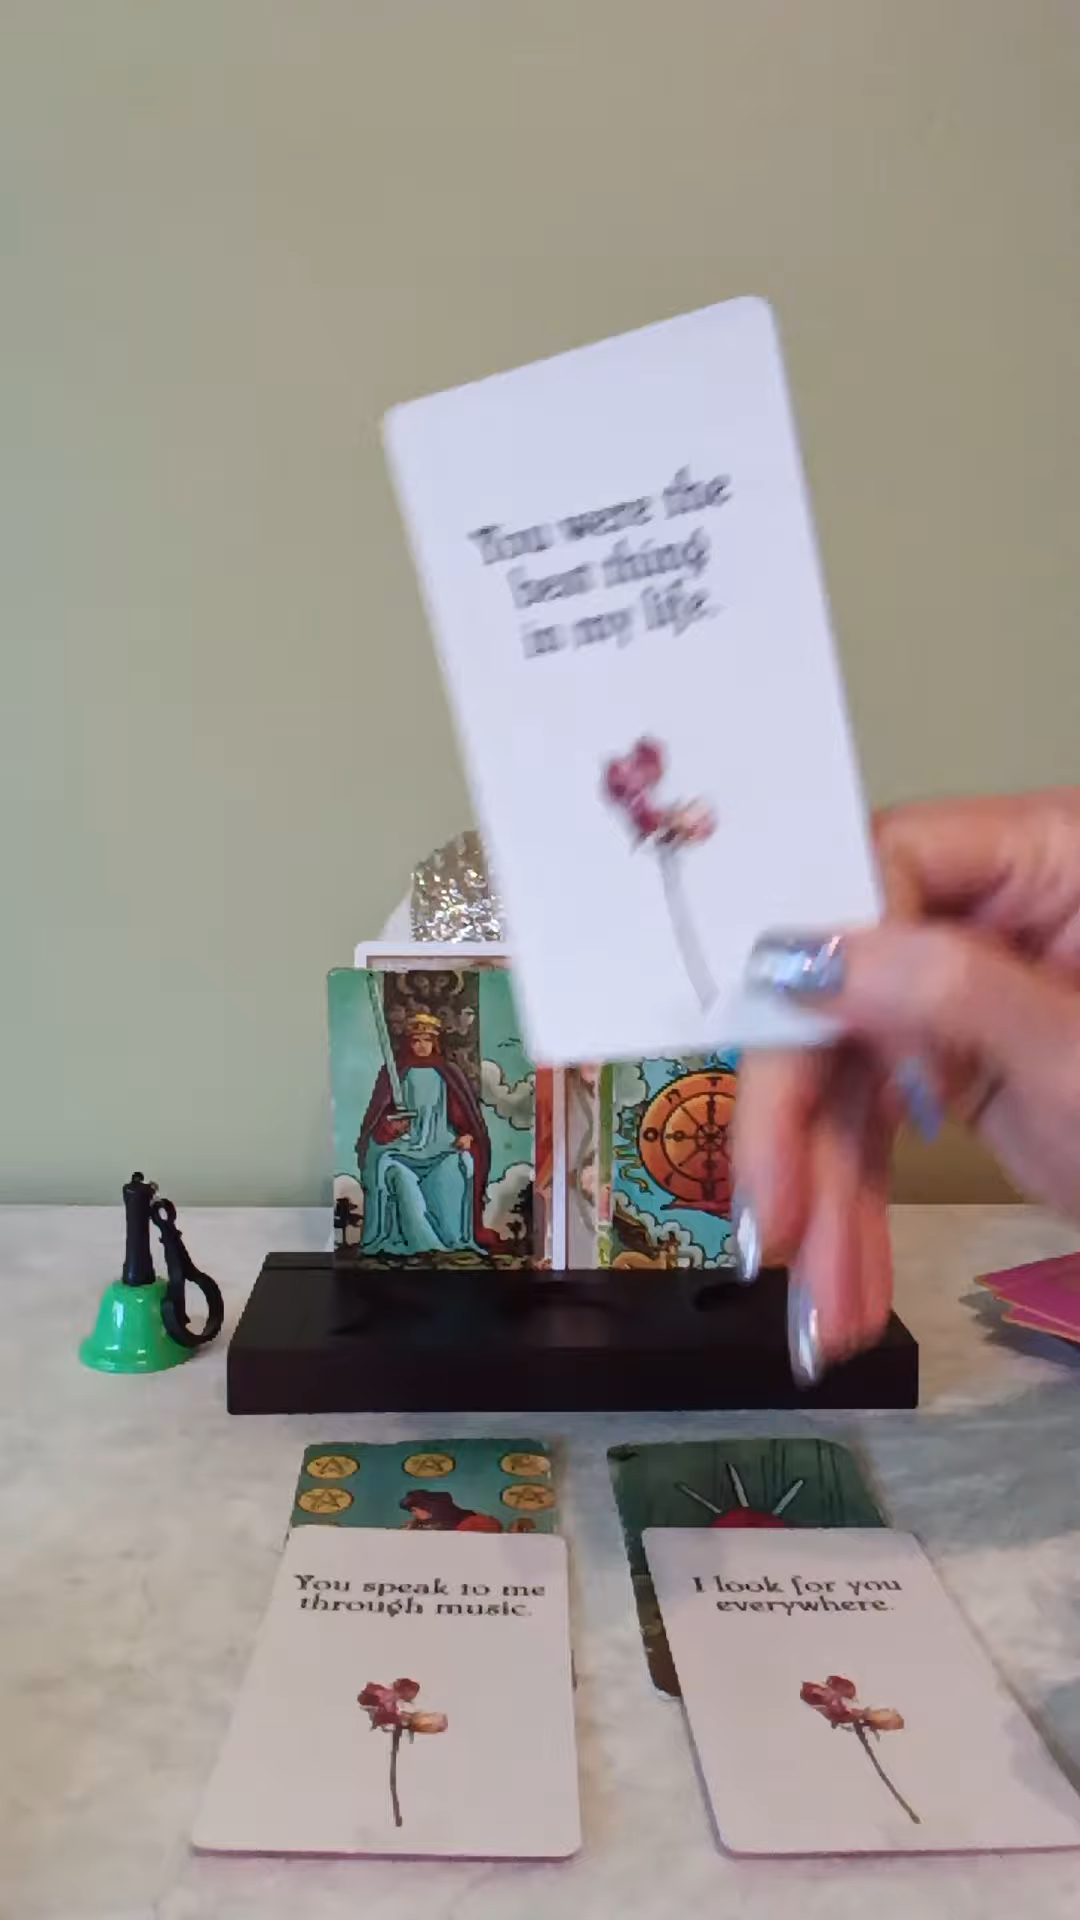 You were the
best thing
in my life.
You speak to me
through music.
I look for you
everywhere.